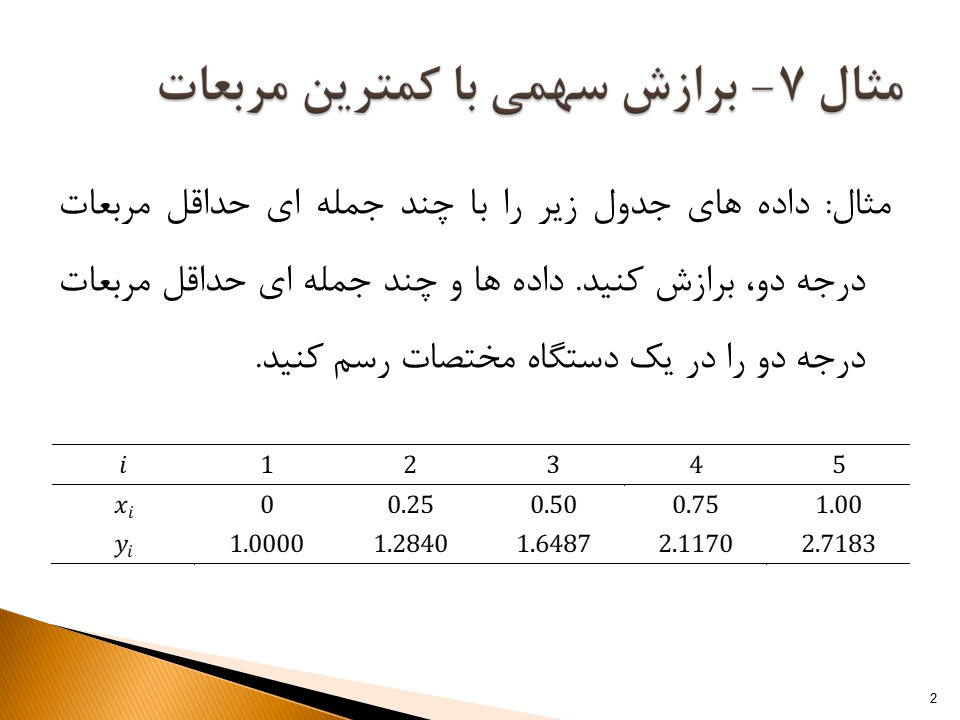 مثال ۷- برازش سهمی با کمترین مربعات
مثال: داده های جدول زیر را با چند جمله ای حداقل مربعات
درجه دو، برازش کنید. داده ها و چند جمله ای حداقل مربعات
درجه دو را در یک دستگاه مختصات رسم کنید.
i 1 2 3 4 5
xᵢ 0 0.25 0.50 0.75 1.00
yᵢ 1.0000 1.2840 1.6487 2.1170 2.7183
2